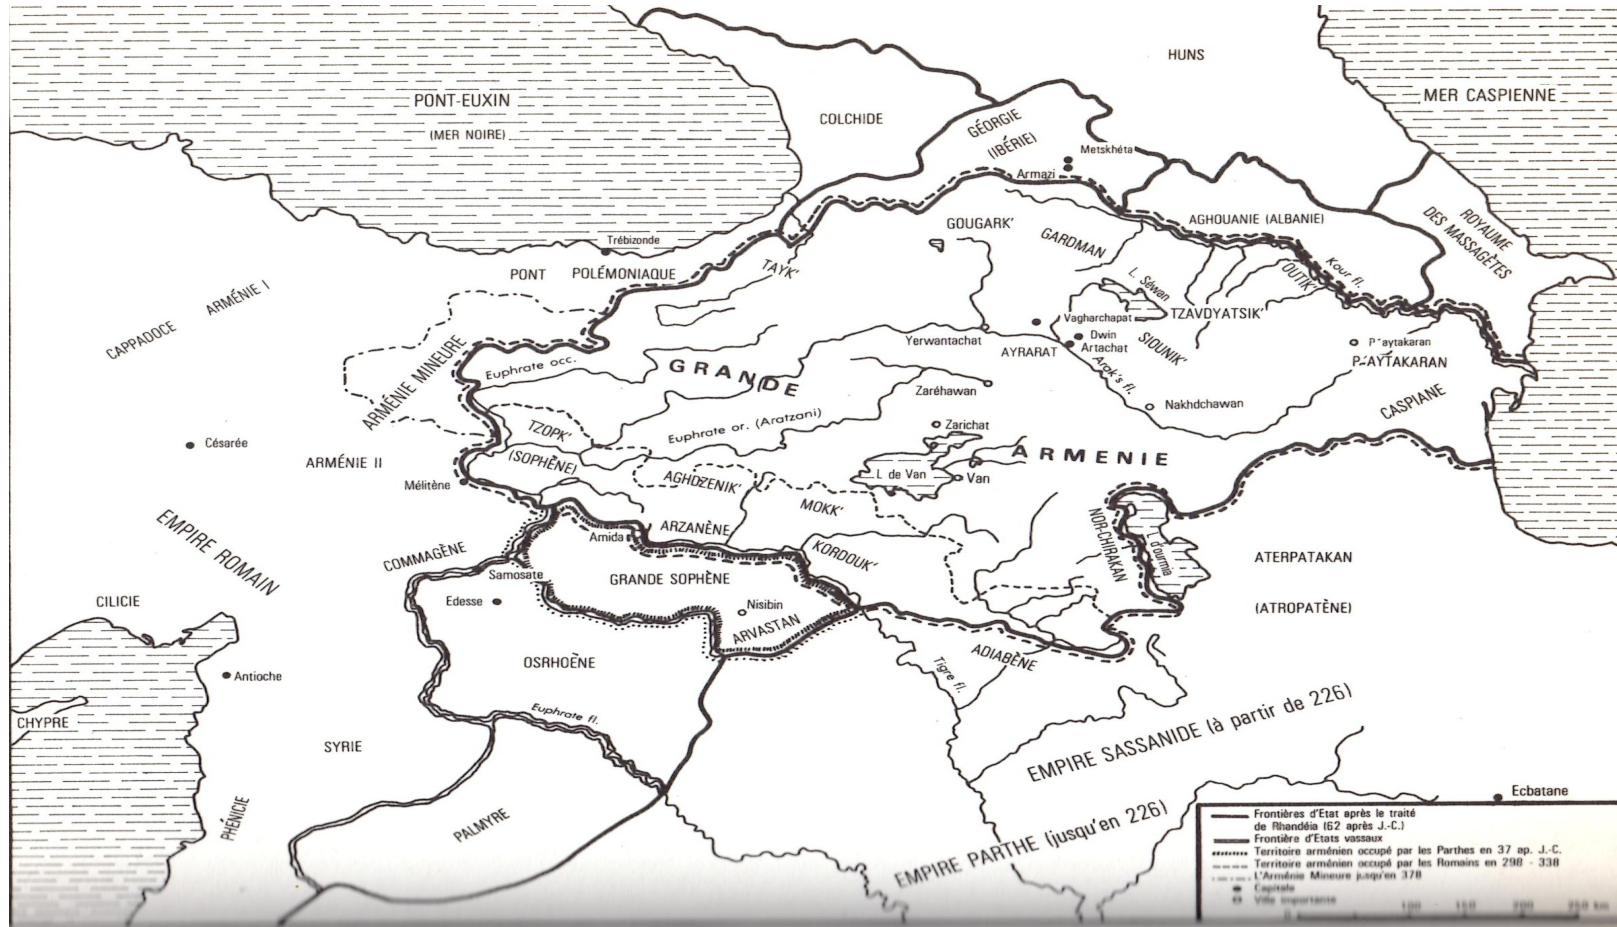 HUNS
MER CASPIENNE
PONT-EUXIN
(MER NOIRE)
COLCHIDE
GÉORGIE
(IBÉRIE)
Metskhéta
Armazi
AGHOUANIE (ALBANIE)
ROYAUME
DES MASSAGÈTES
GOUGARK'
GARDMAN
Trébizonde
PONT POLÉMONIAQUE
TAYK'
L. Séwan
OUTIK'
Kour fl.
CAPPADOCE ARMÉNIE I
TZAVDYATSIK'
Vagharchapat
Dwin
Artachat
SIOUNIK'
Yerwantachat
AYRARAT
Arak's fl.
P'aytakaran
P'AYTAKARAN
CASPIANE
ARMÉNIE MINEURE
Euphrate occ.
GRANDE
ARMENIE
Zaréhawan
Nakhdchawan
Euphrate or. (Aratzani)
Zarichat
TZOPK'
(SOPHÈNE)
Césarée
ARMÉNIE II
Mélitène
AGHDZENIK'
L de Van
Van
MOKK'
ARZANÈNE
KORDOUK'
NOR-CHIRAKAN
L. d'ourmia
ATERPATAKAN
(ATROPATÈNE)
EMPIRE ROMAIN
COMMAGÈNE
Amida
Samosate
GRANDE SOPHÈNE
Edesse
Nisibin
ARVASTAN
CILICIE
OSRHOÈNE
ADIABÈNE
Tigre fl.
Antioche
CHYPRE
Euphrate fl.
SYRIE
PHÉNICIE
PALMYRE
EMPIRE SASSANIDE (à partir de 226)
EMPIRE PARTHE (jusqu'en 226)
Ecbatane
Frontières d'Etat après le traité
de Rhandéia (62 après J.-C.)
Frontière d'Etats vassaux
Territoire arménien occupé par les Parthes en 37 ap. J.-C.
Territoire arménien occupé par les Romains en 298 - 338
L'Arménie Mineure jusqu'en 378
Capitale
Ville importante
0 100 150 200 250 km